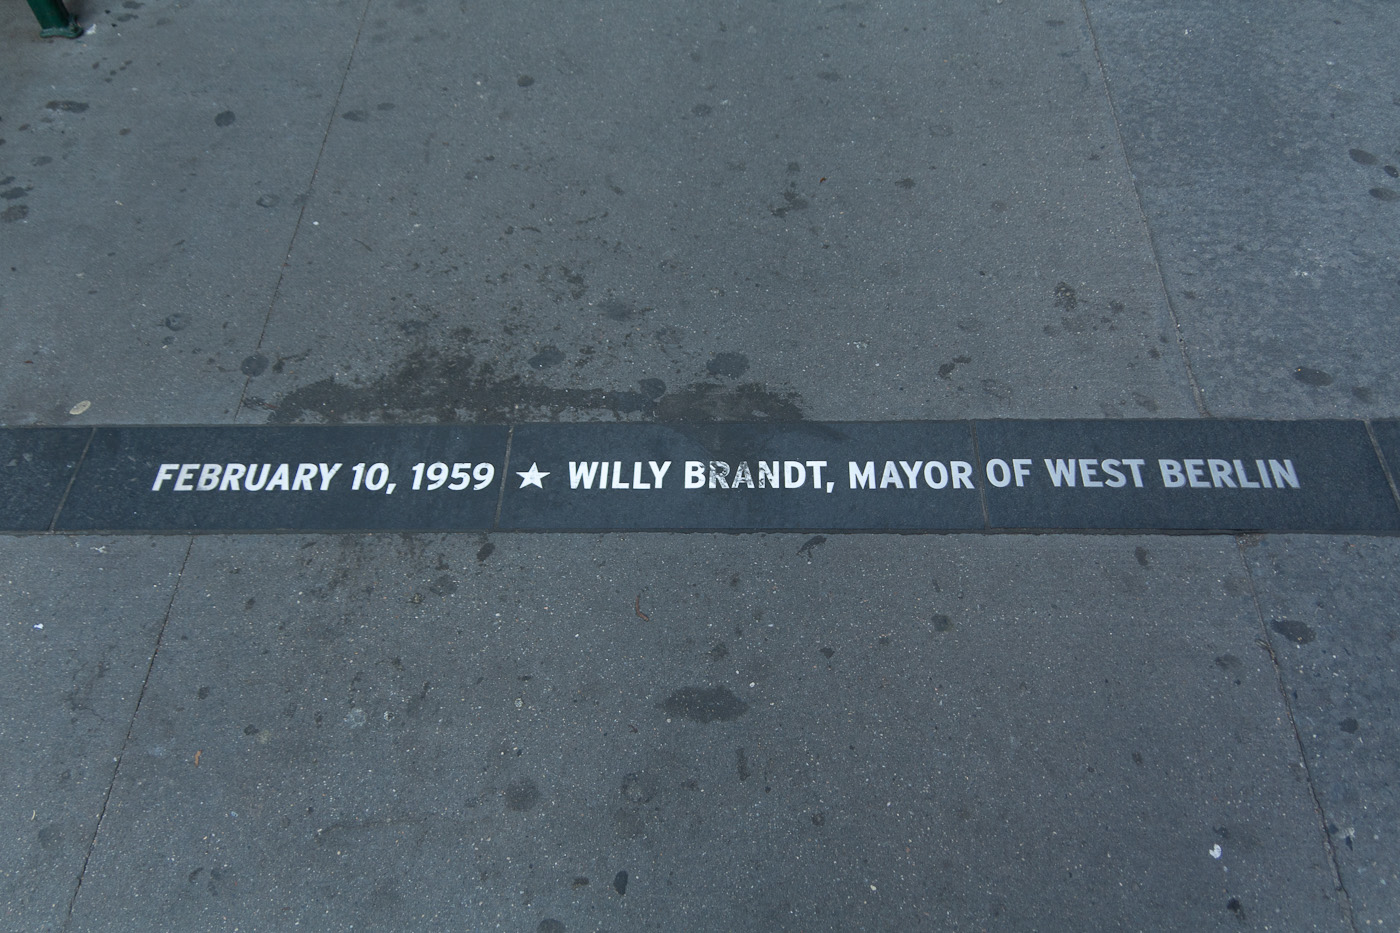 FEBRUARY 10, 1959 ★ WILLY BRANDT, MAYOR OF WEST BERLIN